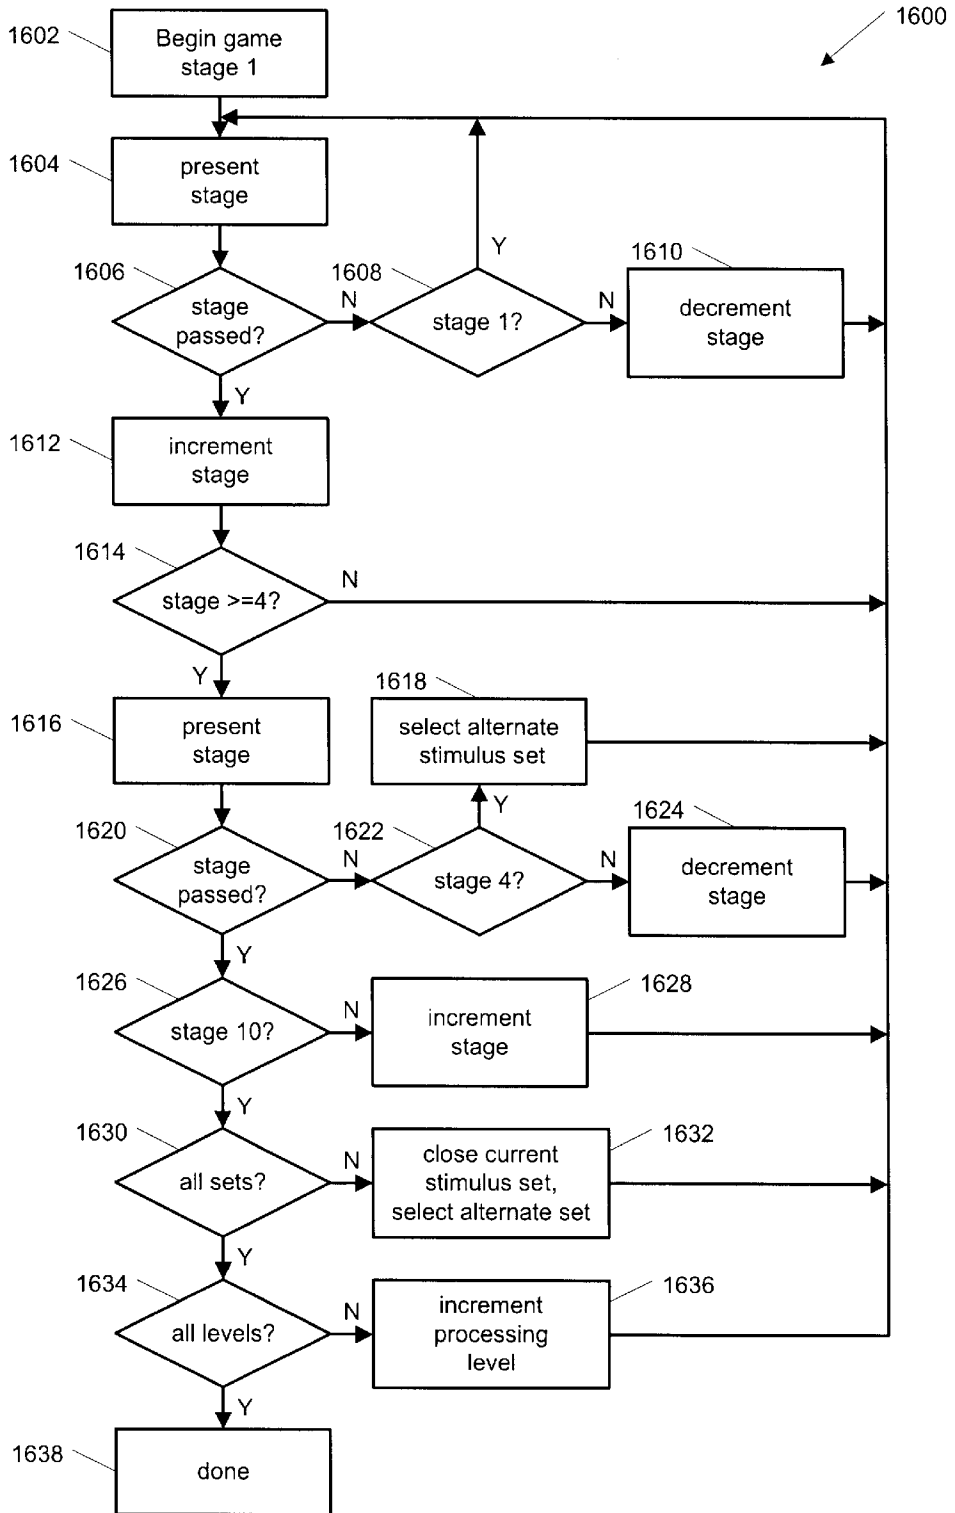 1600
1602
Begin game
stage 1
1604
present
stage
1606
stage
passed?
N
Y
1608
stage 1?
Y
N
1610
decrement
stage
1612
increment
stage
1614
stage >=4?
N
Y
1616
present
stage
1618
select alternate
stimulus set
1620
stage
passed?
N
Y
1622
stage 4?
Y
N
1624
decrement
stage
1626
stage 10?
N
Y
1628
increment
stage
1630
all sets?
N
Y
1632
close current
stimulus set,
select alternate set
1634
all levels?
N
Y
1636
increment
processing
level
1638
done